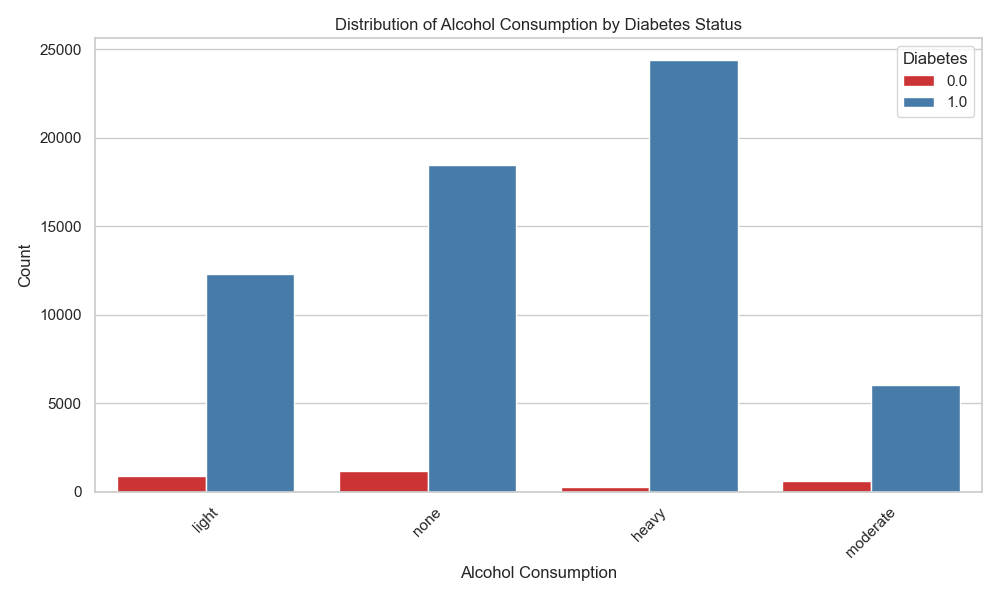 Distribution of Alcohol Consumption by Diabetes Status
25000
20000
15000
10000
5000
0
Count
Diabetes
0.0
1.0
light
none
heavy
moderate
Alcohol Consumption